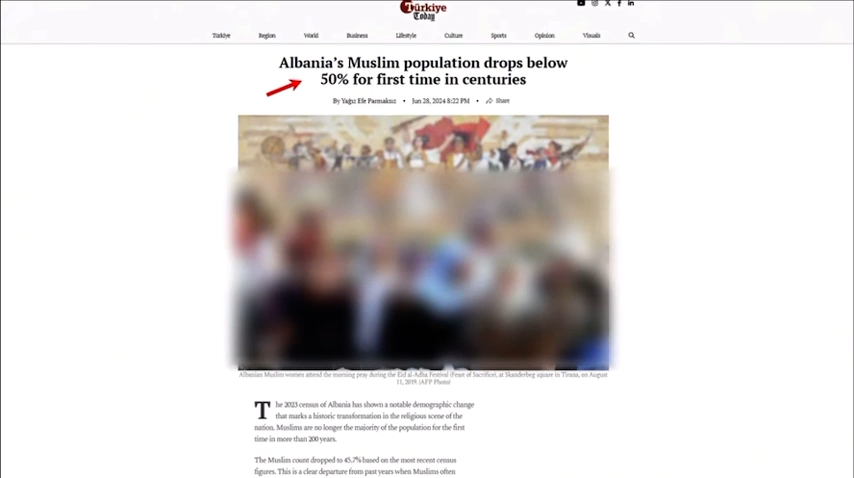 Türkiye
Today
Türkiye Region World Business Lifestyle Culture Sports Opinion Visuals
Albania's Muslim population drops below
50% for first time in centuries
By Yağız Efe Parmaksız • Jun 28, 2024 8:22 PM • Share
Albanian Muslim women attend the morning pray during the Eid al-Adha Festival (Feast of Sacrifice), at Skanderbeg square in Tirana, on August
11, 2019. (AFP Photo)
The 2023 census of Albania has shown a notable demographic change
that marks a historic transformation in the religious scene of the
nation. Muslims are no longer the majority of the population for the first
time in more than 200 years.
The Muslim count dropped to 45.7% based on the most recent census
figures. This is a clear departure from past years when Muslims often